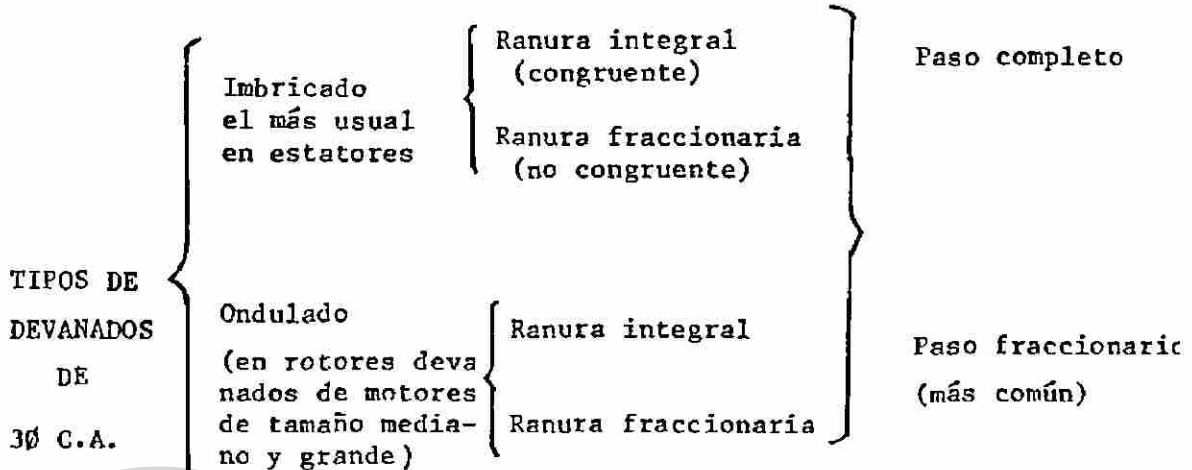 TIPOS DE
DEVANADOS
DE
3Ø C.A.
Imbricado
el más usual
en estatores
Ranura integral
(congruente)
Ranura fraccionaria
(no congruente)
Ondulado
(en rotores deva
nados de motores
de tamaño media-
no y grande)
Ranura integral
Ranura fraccionaria
Paso completo
Paso fraccionario
(más común)